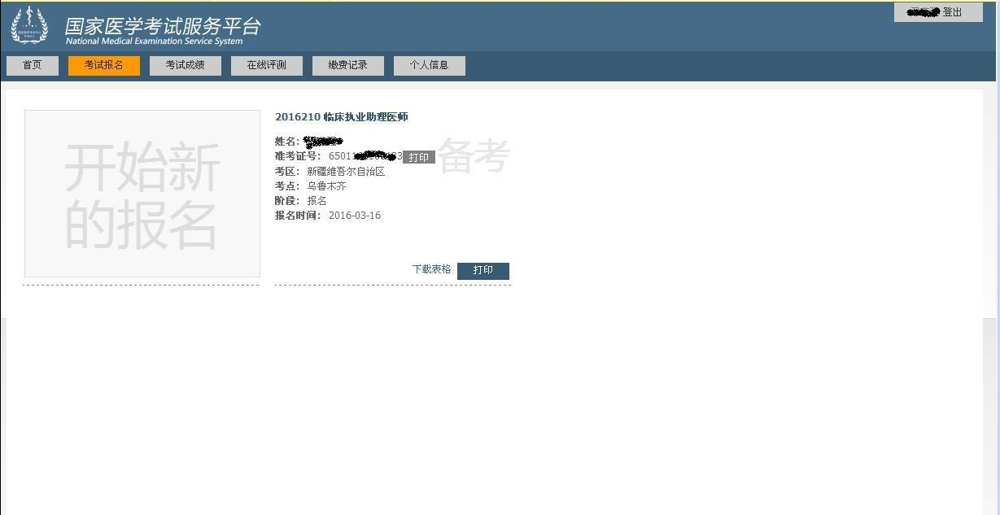 登出
国家医学考试服务平台
National Medical Examination Service System
首页 考试报名 考试成绩 在线评测 缴费记录 个人信息
开始新
的报名
2016210 临床执业助理医师
姓名：
准考证号： 6501 3 打印
备考
考区： 新疆维吾尔自治区
考点： 乌鲁木齐
阶段： 报名
报名时间： 2016-03-16
下载表格 打印